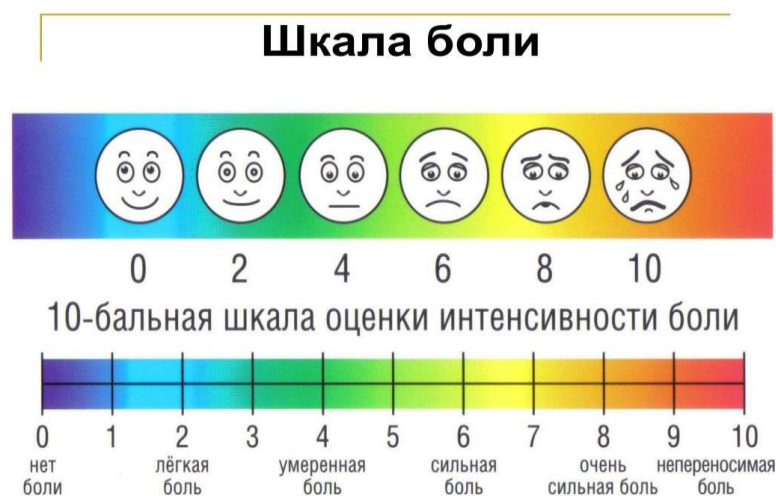 Шкала боли
0 2 4 6 8 10
10-бальная шкала оценки интенсивности боли
0 1 2 3 4 5 6 7 8 9 10
нет лёгкая умеренная сильная очень непереносимая
боли боль боль боль сильная боль боль